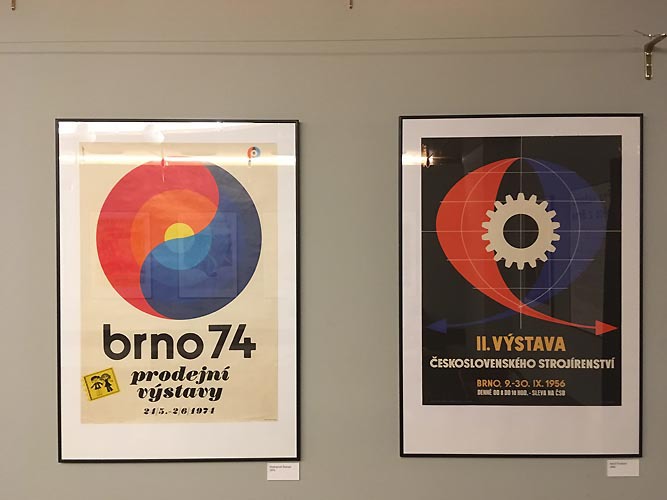 brno 74
prodejní
výstavy
24/5.-2/6/1974
II. VÝSTAVA
ČESKOSLOVENSKÉHO STROJÍRENSTVÍ
BRNO, 9.-30. IX. 1956
DENNĚ OD 8 DO 18 HOD. - SLEVA NA ČSD